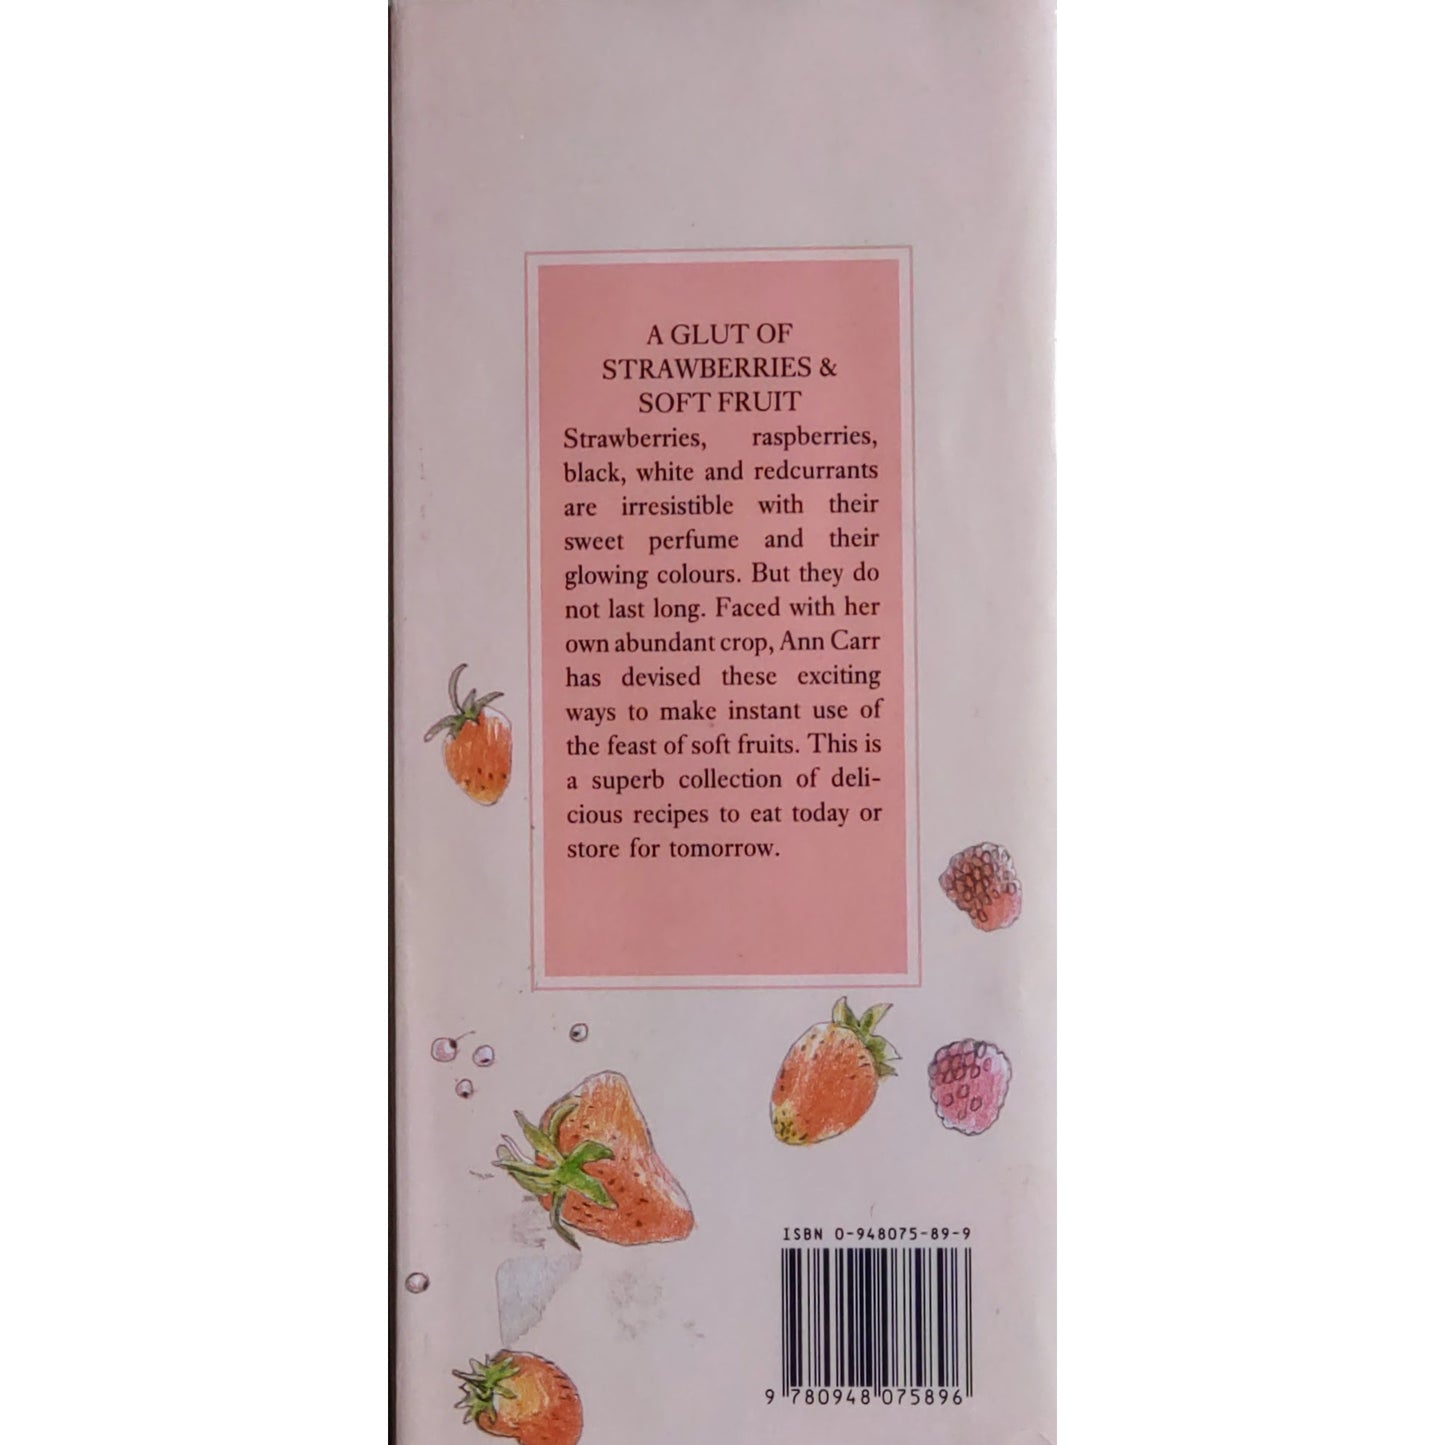 A GLUT OF
STRAWBERRIES &
SOFT FRUIT
Strawberries, raspberries,
black, white and redcurrants
are irresistible with their
sweet perfume and their
glowing colours. But they do
not last long. Faced with her
own abundant crop, Ann Carr
has devised these exciting
ways to make instant use of
the feast of soft fruits. This is
a superb collection of deli-
cious recipes to eat today or
store for tomorrow.
ISBN 0-948075-89-9
9 780948 075896